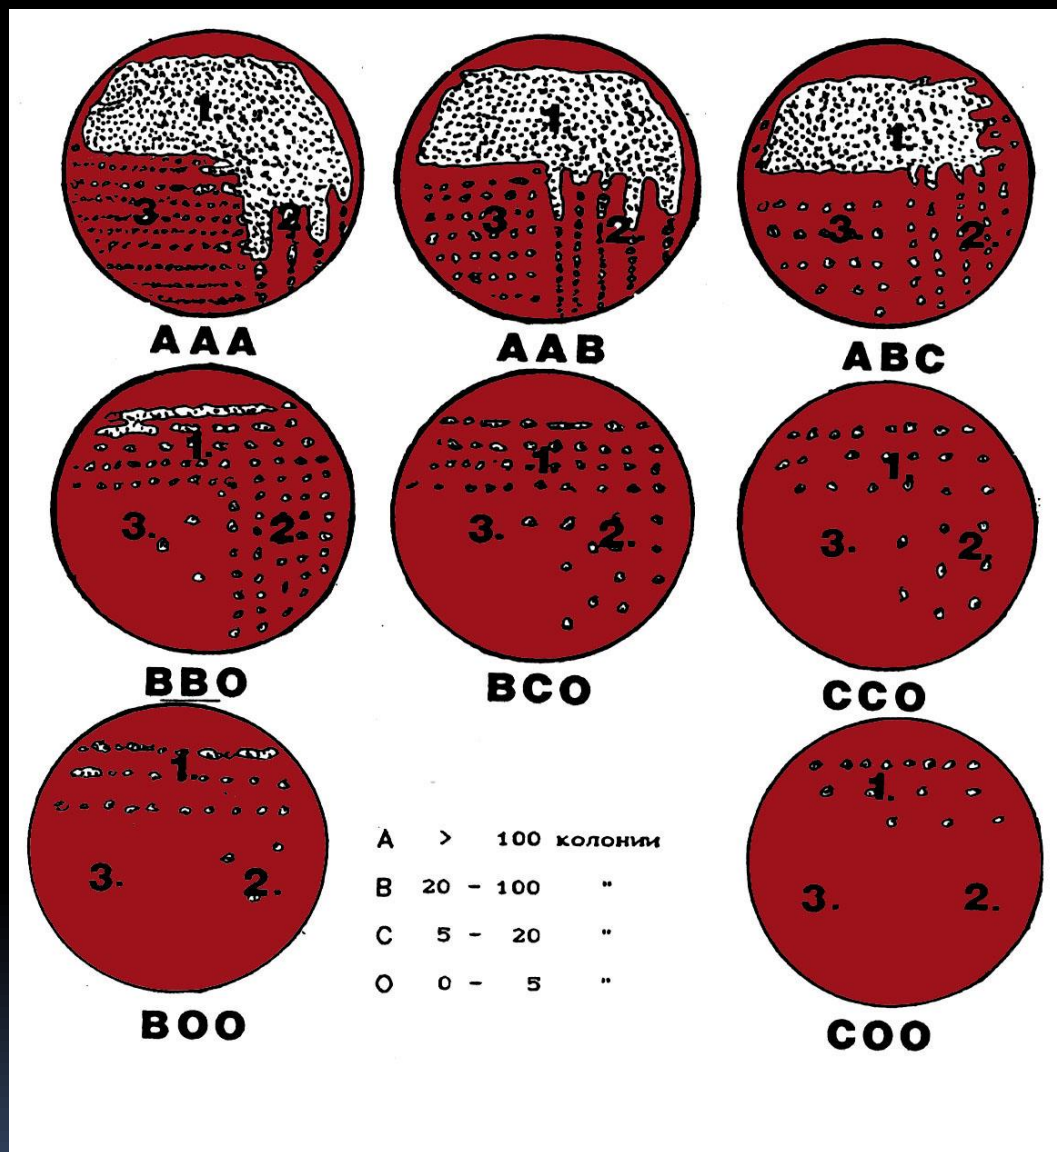 1. 3 2.
AAA
1. 3 2.
AAB
1. 3. 2.
ABC
1. 3. 2.
BBO
1. 3. 2.
BCO
1, 3. 2,
CCO
1. 3. 2.
BOO
A > 100 колонии
B 20 - 100 "
C 5 - 20 "
O 0 - 5 "
1. 3. 2.
COO